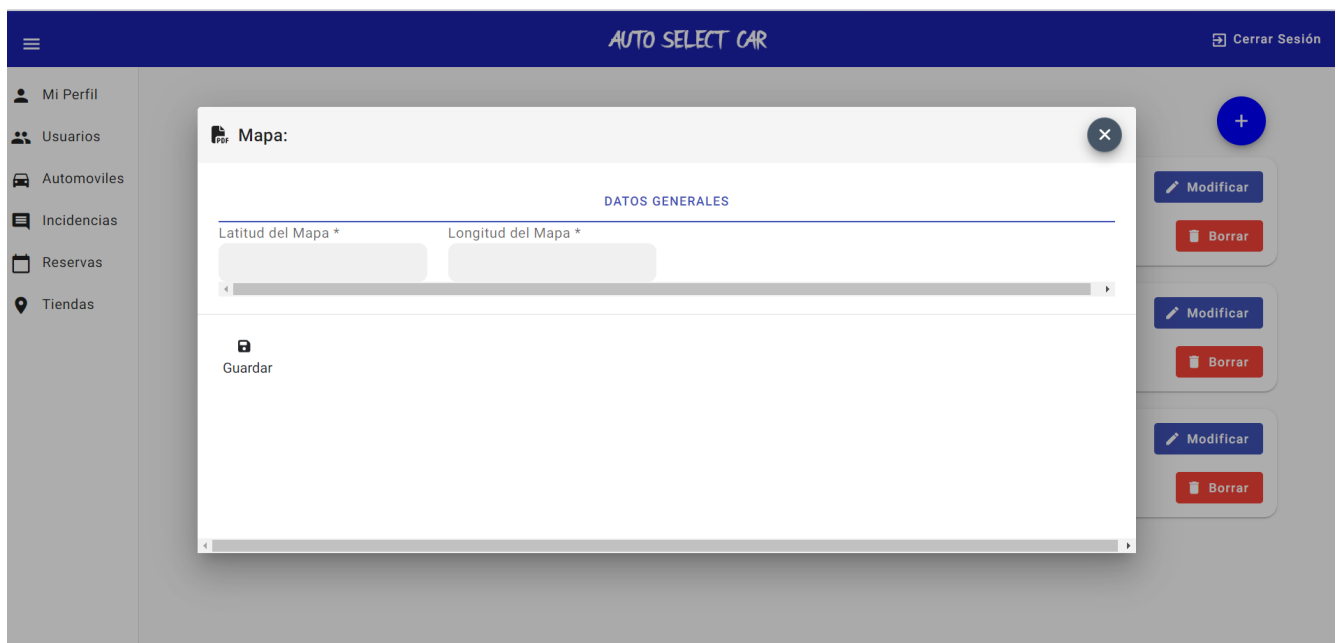 AUTO SELECT CAR
Cerrar Sesión
Mi Perfil
Usuarios
Automoviles
Incidencias
Reservas
Tiendas
PDF Mapa:
DATOS GENERALES
Latitud del Mapa * Longitud del Mapa *
Guardar
Modificar
Borrar
Modificar
Borrar
Modificar
Borrar